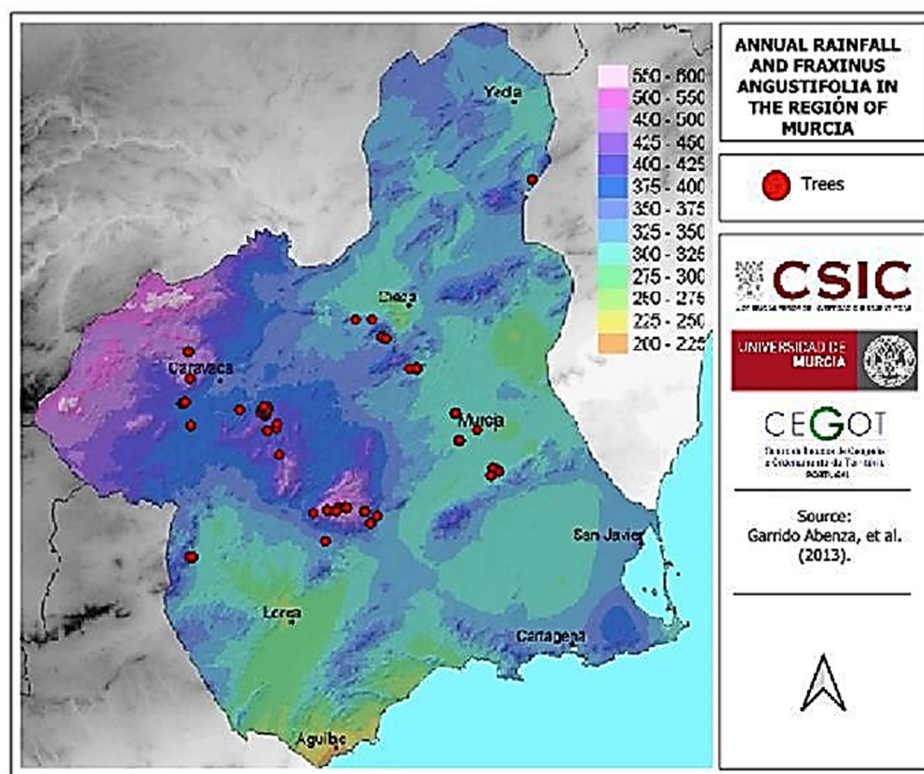 ANNUAL RAINFALL
AND FRAXINUS
ANGUSTIFOLIA IN
THE REGIÓN OF
MURCIA
Trees
550 - 600
500 - 550
450 - 500
425 - 450
400 - 425
375 - 400
350 - 375
325 - 350
300 - 325
275 - 300
250 - 275
225 - 250
200 - 225
Yecla
Cieza
Caravaca
Murcia
San Javier
Lorca
Cartagena
Aguilas
CSIC
UNIVERSIDAD DE
MURCIA
CEGOT
PORTUGAL
Source:
Garrido Abenza, et al.
(2013).